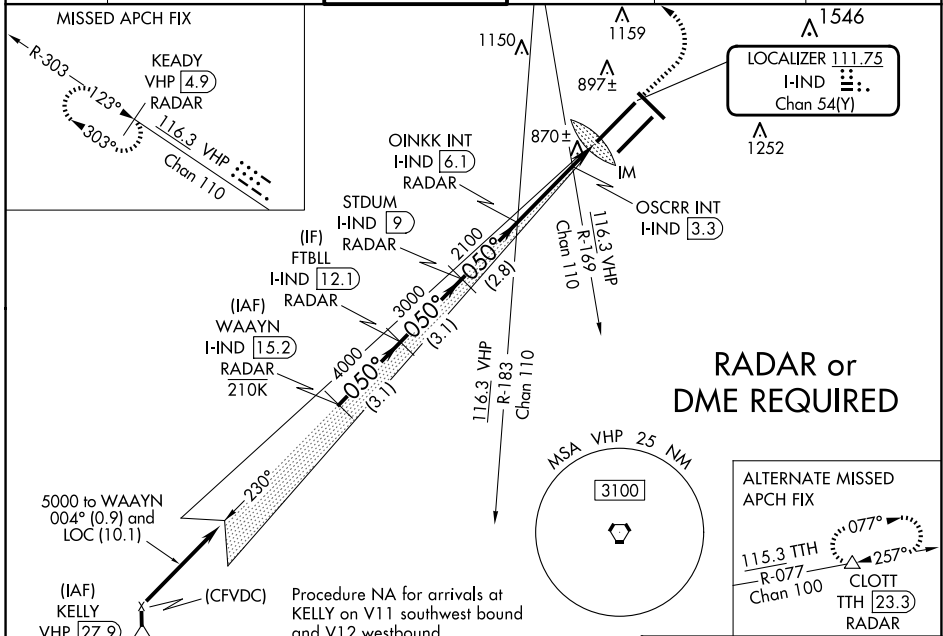 MISSED APCH FIX
R-303
123°
303°
KEADY
VHP 4.9
RADAR
116.3 VHP
Chan 110
1150
1159
1546
897±
870±
1252
LOCALIZER 111.75
I-IND
Chan 54(Y)
IM
OINKK INT
I-IND 6.1
RADAR
OSCRR INT
I-IND 3.3
STDUM
I-IND 9
RADAR
(IF)
FTBLL
I-IND 12.1
RADAR
(IAF)
WAAYN
I-IND 15.2
RADAR
210K
2100
050°
(2.8)
3000
050°
(3.1)
4000
050°
(3.1)
116.3 VHP
R-169
Chan 110
116.3 VHP
R-183
Chan 110
RADAR or
DME REQUIRED
230°
5000 to WAAYN
004° (0.9) and
LOC (10.1)
(IAF)
KELLY
VHP 27.9
(CFVDC)
Procedure NA for arrivals at
KELLY on V11 southwest bound
and V12 westbound
MSA VHP 25 NM
3100
ALTERNATE MISSED
APCH FIX
077°
257°
115.3 TTH
R-077
Chan 100
CLOTT
TTH 23.3
RADAR